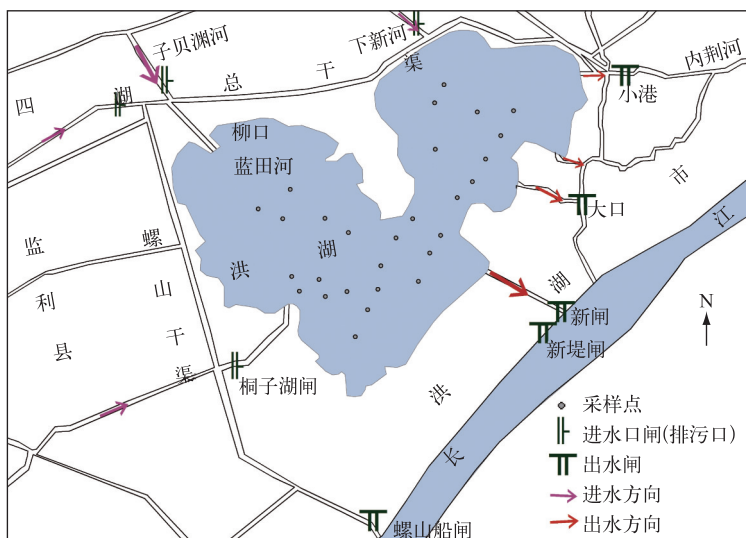 子贝渊河
下新河
四湖总干渠
内荆河
小港
柳口
蓝田河
洪湖
大口
洪湖市
监利县
螺山干渠
新闸
新堤闸
桐子湖闸
长江
螺山船闸
N
采样点
进水口闸(排污口)
出水闸
进水方向
出水方向